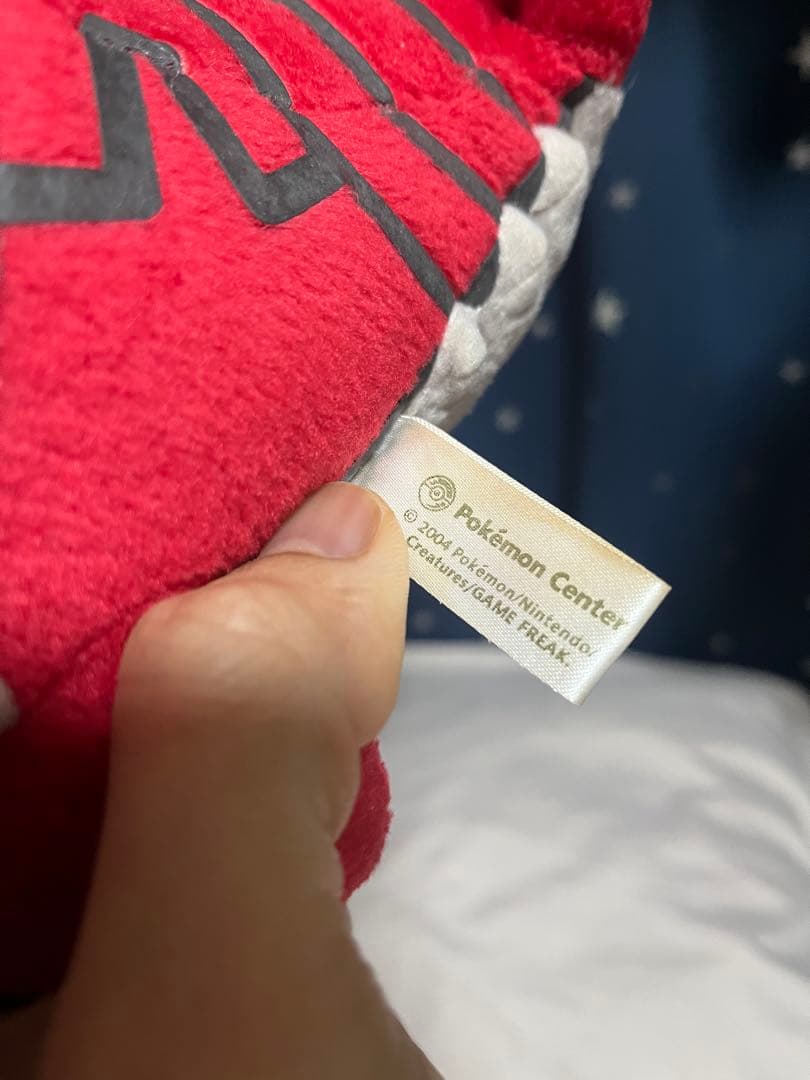 Pokémon Center
© 2004 Pokémon/Nintendo/
Creatures/GAME FREAK.